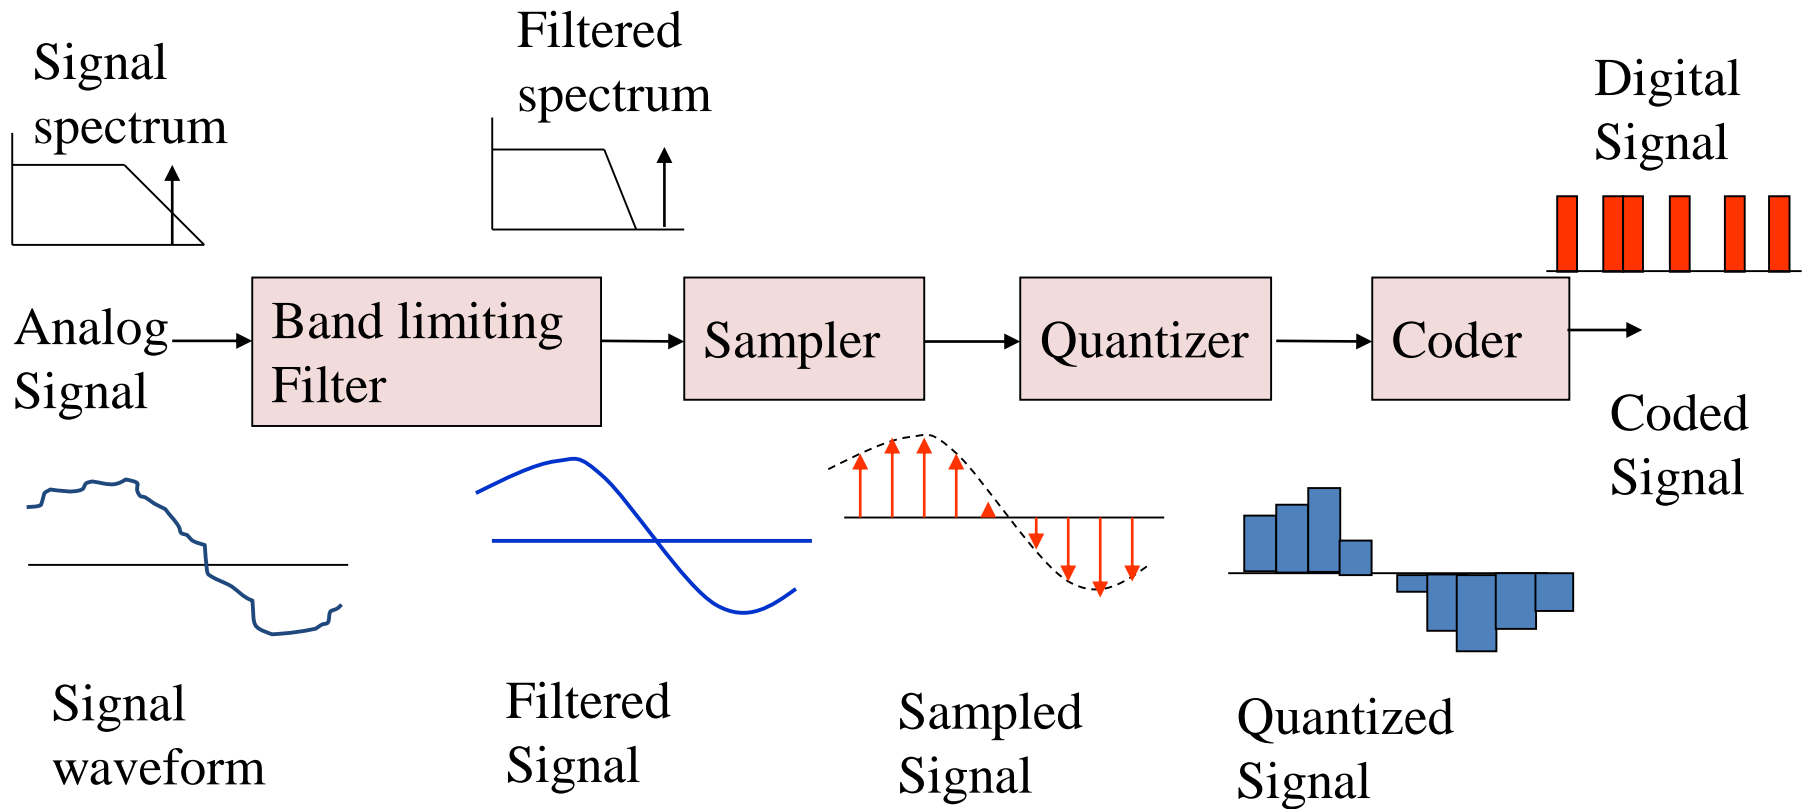 Signal
spectrum
Filtered
spectrum
Digital
Signal
Analog
Signal
Band limiting
Filter
Sampler
Quantizer
Coder
Coded
Signal
Signal
waveform
Filtered
Signal
Sampled
Signal
Quantized
Signal